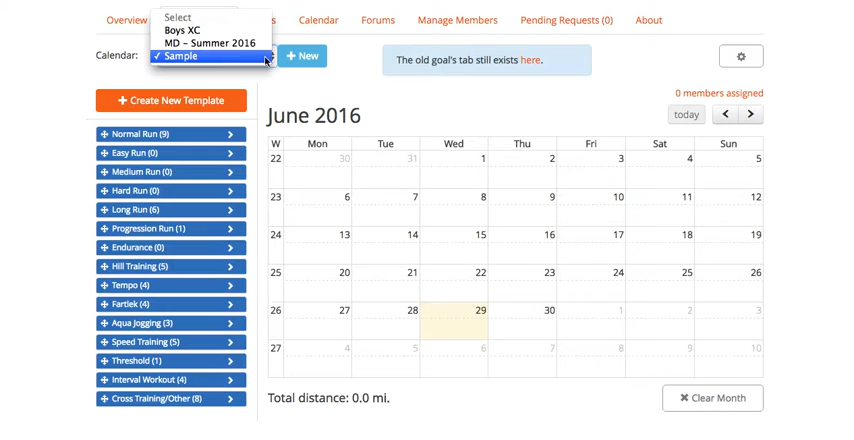 Overview
s
Calendar
Forums
Manage Members
Pending Requests (0)
About
Select
Boys XC
MD – Summer 2016
✓ Sample
Calendar:
+ New
The old goal's tab still exists here.
0 members assigned
+ Create New Template
June 2016
today
Normal Run (9)
Easy Run (0)
Medium Run (0)
Hard Run (0)
Long Run (6)
Progression Run (1)
Endurance (0)
Hill Training (5)
Tempo (4)
Fartlek (4)
Aqua Jogging (3)
Speed Training (5)
Threshold (1)
Interval Workout (4)
Cross Training/Other (8)
W Mon Tue Wed Thu Fri Sat Sun
22 30 31 1 2 3 4 5
23 6 7 8 9 10 11 12
24 13 14 15 16 17 18 19
25 20 21 22 23 24 25 26
26 27 28 29 30 1 2 3
27 4 5 6 7 8 9 10
Total distance: 0.0 mi.
✖ Clear Month